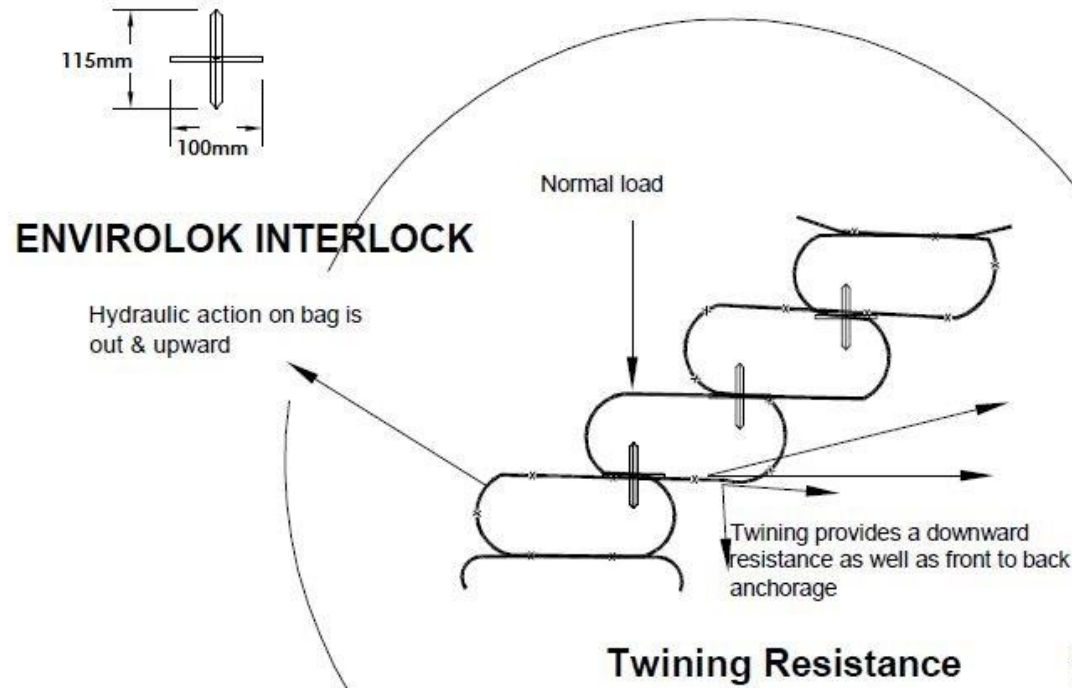 115mm
100mm
Normal load
ENVIROLOK INTERLOCK
Hydraulic action on bag is
out & upward
Twining provides a downward
resistance as well as front to back
anchorage
Twining Resistance